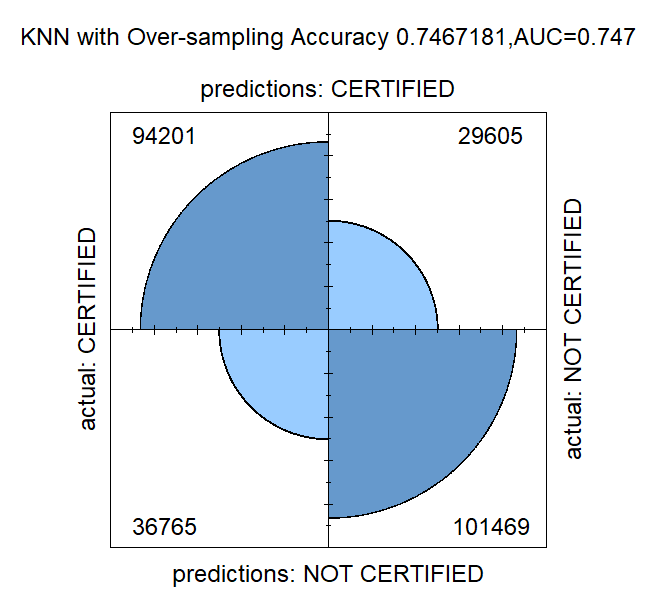 KNN with Over-sampling Accuracy 0.7467181,AUC=0.747
predictions: CERTIFIED
94201
29605
actual: CERTIFIED
actual: NOT CERTIFIED
36765
101469
predictions: NOT CERTIFIED